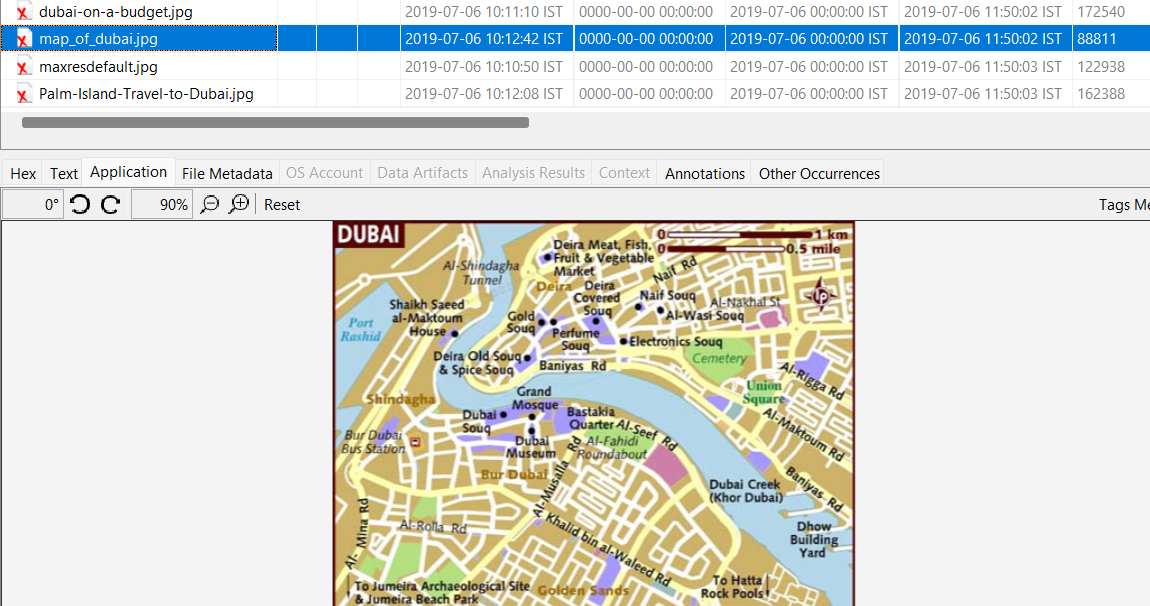 dubai-on-a-budget.jpg 2019-07-06 10:11:10 IST 0000-00-00 00:00:00 2019-07-06 00:00:00 IST 2019-07-06 11:50:02 IST 172540
map_of_dubai.jpg 2019-07-06 10:12:42 IST 0000-00-00 00:00:00 2019-07-06 00:00:00 IST 2019-07-06 11:50:02 IST 88811
maxresdefault.jpg 2019-07-06 10:10:50 IST 0000-00-00 00:00:00 2019-07-06 00:00:00 IST 2019-07-06 11:50:03 IST 122938
Palm-Island-Travel-to-Dubai.jpg 2019-07-06 10:12:08 IST 0000-00-00 00:00:00 2019-07-06 00:00:00 IST 2019-07-06 11:50:03 IST 162388
Hex Text Application File Metadata OS Account Data Artifacts Analysis Results Context Annotations Other Occurrences
0° 90% Reset Tags Me
DUBAI
0 1 km
0 0.5 mile
Deira Meat, Fish,
Fruit & Vegetable
Market
Al-Shindagha
Tunnel
Naif Rd
Deira
Deira
Covered
Souq
Naif Souq
Al-Nakhal St
Al-Wasi Souq
Shaikh Saeed
al-Maktoum
House
Port
Rashid
Gold
Souq
Perfume
Souq
Electronics Souq
Deira Old Souq
& Spice Souq
Baniyas Rd
Cemetery
Al-Rigga Rd
Union
Square
Shindagha
Grand
Mosque
Dubai
Souq
Bastakia
Quarter
Al-Seef Rd
Al-Maktoum Rd
Bur Dubai
Bus Station
Dubai
Museum
Al-Fahidi
Roundabout
Bur Dubai
Al-Musalla Rd
Baniyas Rd
Dubai Creek
(Khor Dubai)
Al-Mina Rd
Al-Rolla Rd
Khalid bin al-Waleed Rd
Dhow
Building
Yard
To Jumeira Archaeological Site
& Jumeira Beach Park
Golden Sands
To Hatta
Rock Pools